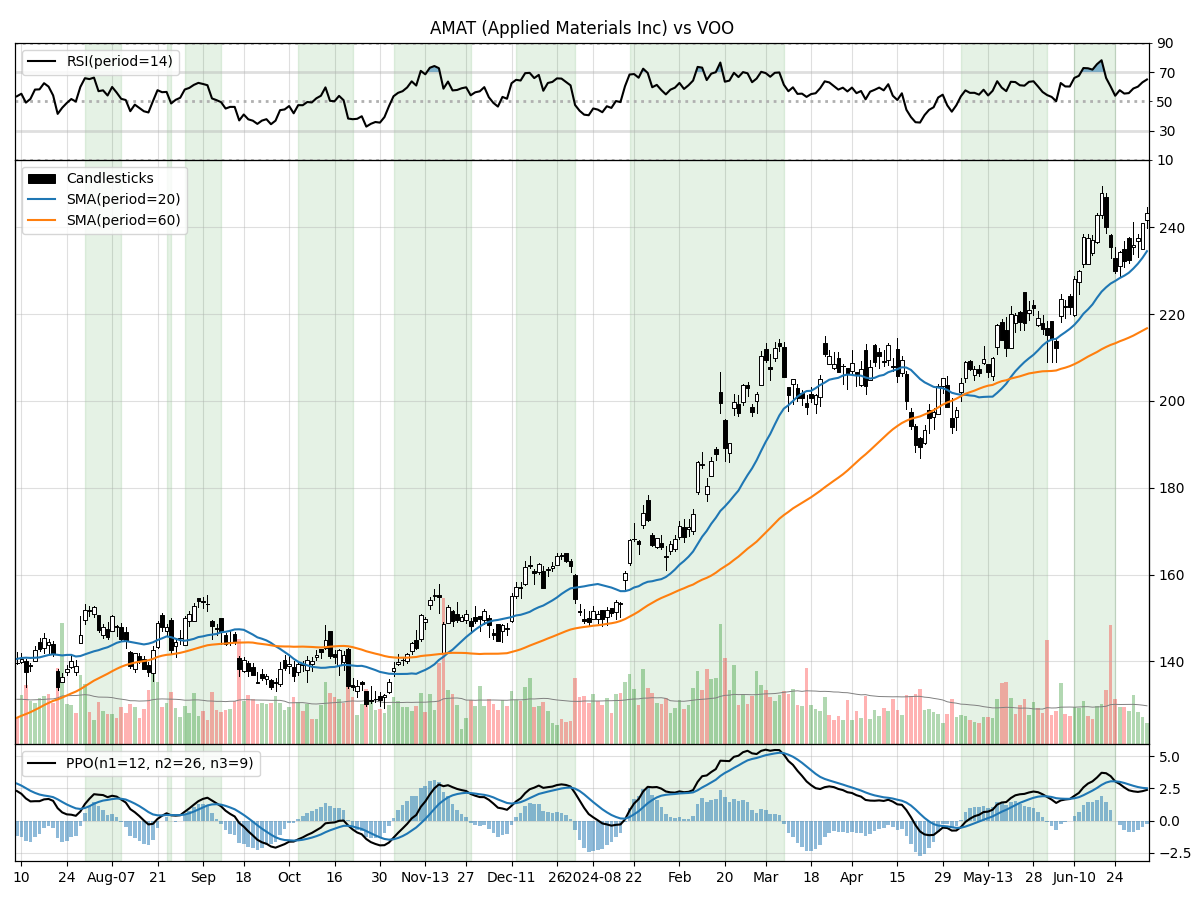 AMAT (Applied Materials Inc) vs VOO
RSI(period=14)
90
70
50
30
10
Candlesticks
SMA(period=20)
SMA(period=60)
240
220
200
180
160
140
PPO(n1=12, n2=26, n3=9)
5.0
2.5
0.0
−2.5
10 24 Aug-07 21 Sep 18 Oct 16 30 Nov-13 27 Dec-11 26 2024-08 22 Feb 20 Mar 18 Apr 15 29 May-13 28 Jun-10 24